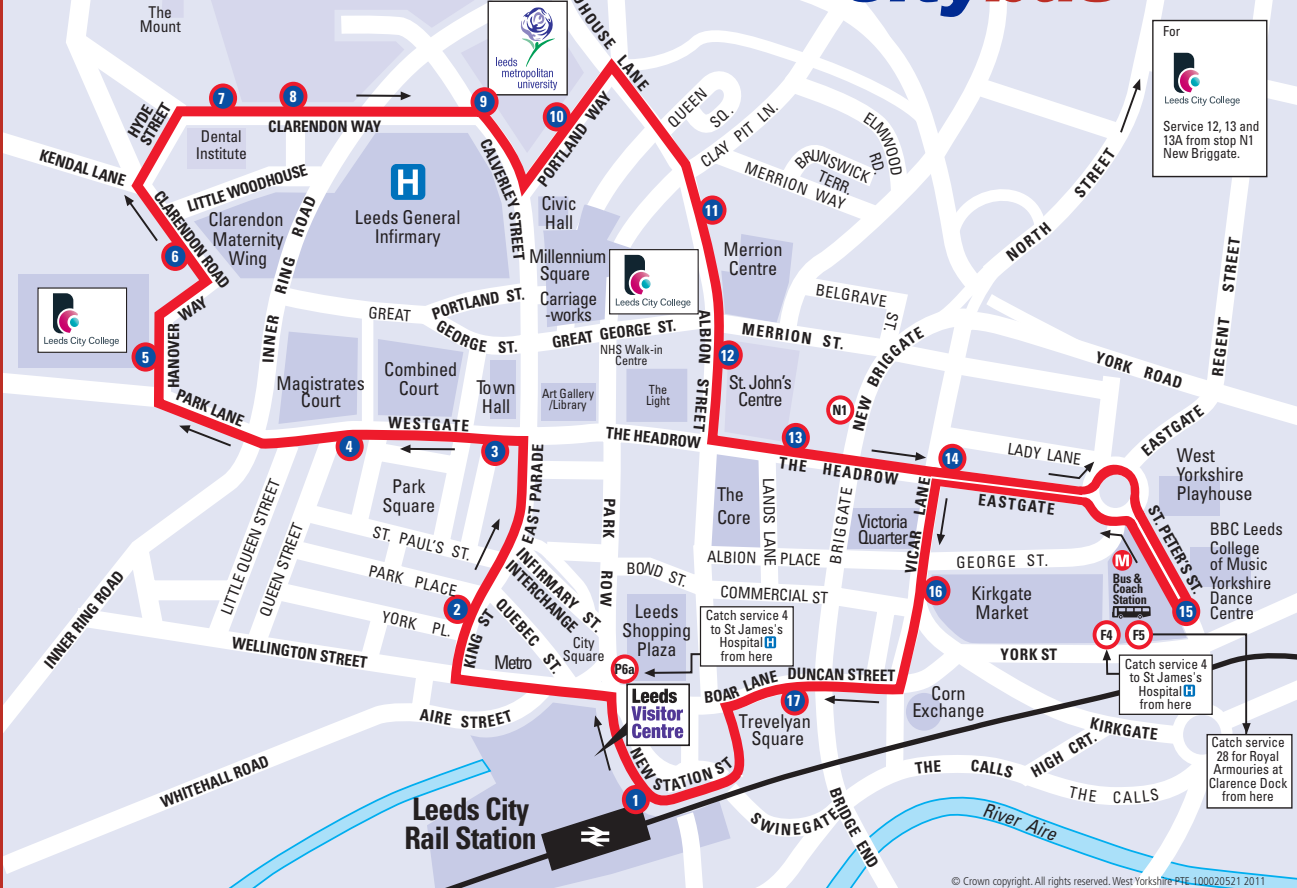 The
Mount
leeds
metropolitan
university
DHOUSE LANE
citybus
For
Leeds City College
Service 12, 13 and
13A from stop N1
New Briggate.
7
8
9
10
HYDE
STREET
CLARENDON WAY
Dental
Institute
KENDAL LANE
LITTLE WOODHOUSE
H
Leeds General
Infirmary
CALVERLEY STREET
PORTLAND WAY
QUEEN
SQ.
CLAY PIT LN.
ELMWOOD
RD.
BRUNSWICK
TERR.
MERRION WAY
NORTH STREET
REGENT STREET
CLARENDON ROAD
Clarendon
Maternity
Wing
6
INNER RING ROAD
Civic
Hall
Millennium
Square
Carriage
-works
Leeds City College
11
Merrion
Centre
BELGRAVE
ST.
Leeds City College
5
HANOVER WAY
GREAT
PORTLAND ST.
GEORGE ST.
GREAT GEORGE ST.
NHS Walk-in
Centre
ALBION STREET
MERRION ST.
12
St. John's
Centre
NEW BRIGGATE
N1
YORK ROAD
Magistrates
Court
Combined
Court
Town
Hall
Art Gallery
/Library
The
Light
PARK LANE
WESTGATE
4
3
THE HEADROW
13
THE HEADROW
14
LADY LANE
EASTGATE
EASTGATE
West
Yorkshire
Playhouse
Park
Square
EAST PARADE
PARK ROW
The
Core
LANDS LANE
BRIGGATE
Victoria
Quarter
VICAR LANE
ST. PETER'S ST.
BBC Leeds
College
of Music
Yorkshire
Dance
Centre
LITTLE QUEEN STREET
QUEEN STREET
ST. PAUL'S ST.
PARK PLACE
YORK PL.
2
KING ST
INFIRMARY ST.
INTERCHANGE
QUEBEC ST.
BOND ST.
ALBION PLACE
COMMERCIAL ST
GEORGE ST.
M
Bus &
Coach
Station
15
16
Kirkgate
Market
F4
F5
INNER RING ROAD
WELLINGTON STREET
Metro
City
Square
Leeds
Shopping
Plaza
Catch service 4
to St James's
Hospital H
from here
P6a
YORK ST
Catch service 4
to St James's
Hospital H
from here
Leeds
Visitor
Centre
BOAR LANE
DUNCAN STREET
17
Trevelyan
Square
Corn
Exchange
AIRE STREET
NEW STATION ST
KIRKGATE
Catch service
28 for Royal
Armouries at
Clarence Dock
from here
WHITEHALL ROAD
THE CALLS
HIGH CRT.
THE CALLS
Leeds City
Rail Station
1
SWINEGATE
BRIDGE END
River Aire
© Crown copyright. All rights reserved. West Yorkshire PTE 100020521 2011